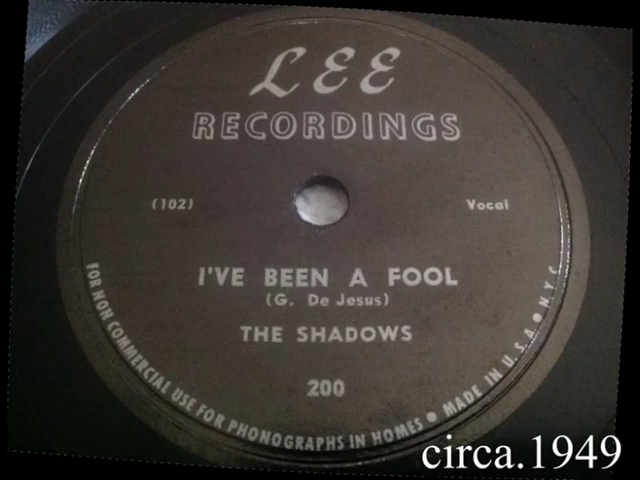 LEE
RECORDINGS
(102)
Vocal
I'VE BEEN A FOOL
(G. De Jesus)
THE SHADOWS
200
FOR NON COMMERCIAL USE FOR PHONOGRAPHS IN HOMES ● MADE IN U.S.A. ● N.Y.C.
circa.1949